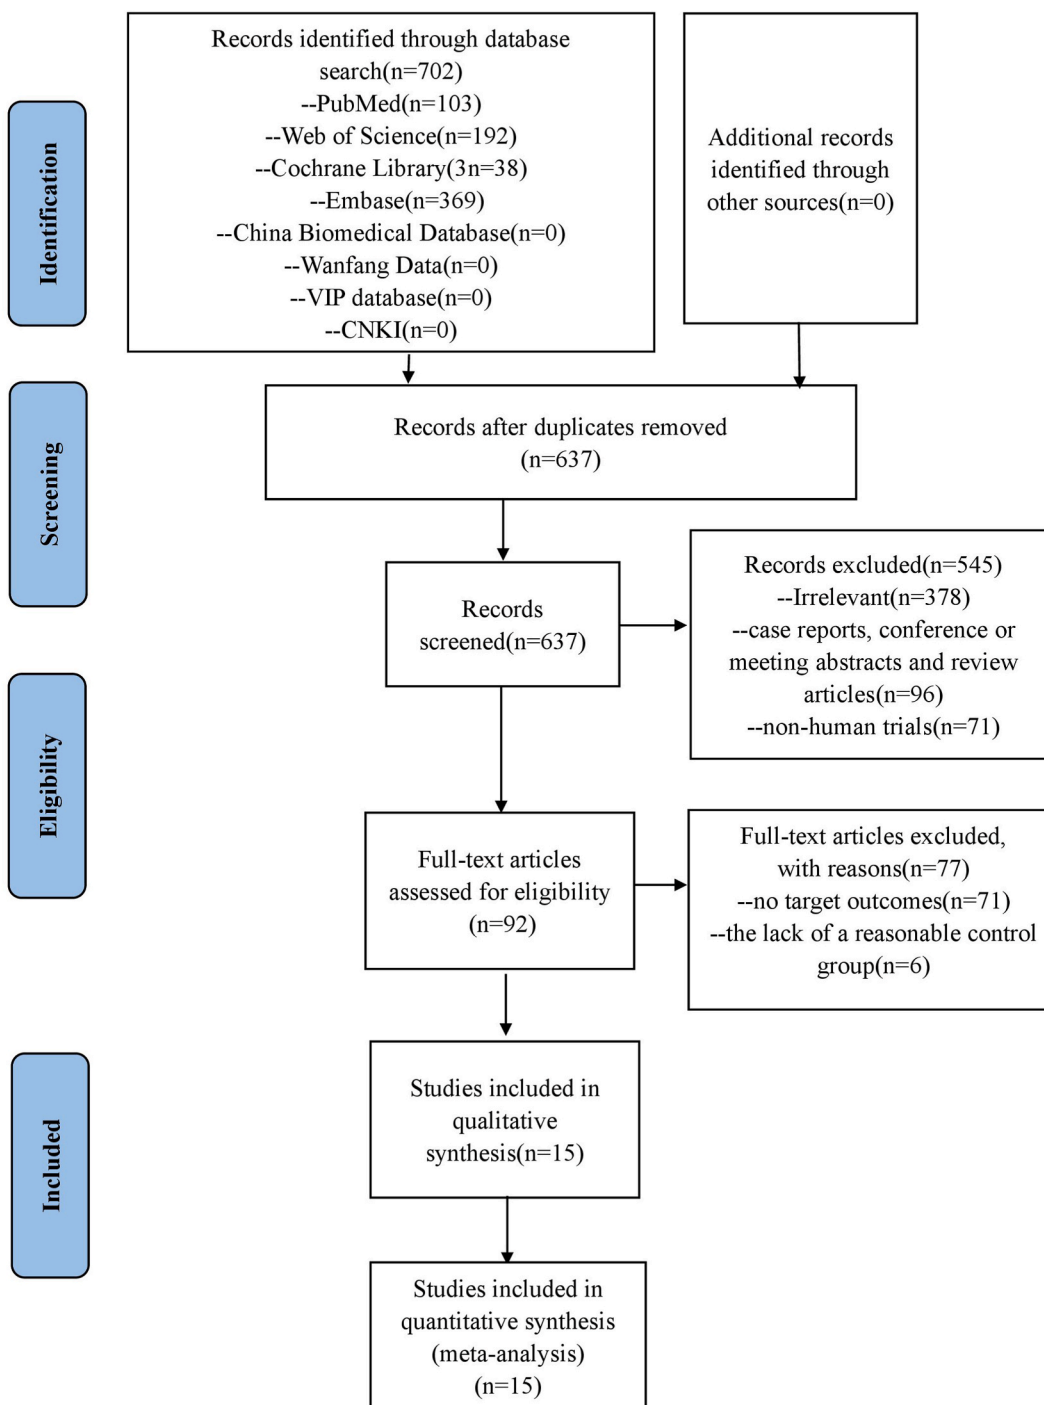 Identification
Records identified through database
search(n=702)
--PubMed(n=103)
--Web of Science(n=192)
--Cochrane Library(3n=38)
--Embase(n=369)
--China Biomedical Database(n=0)
--Wanfang Data(n=0)
--VIP database(n=0)
--CNKI(n=0)
Additional records
identified through
other sources(n=0)
Screening
Records after duplicates removed
(n=637)
Records
screened(n=637)
Records excluded(n=545)
--Irrelevant(n=378)
--case reports, conference or
meeting abstracts and review
articles(n=96)
--non-human trials(n=71)
Eligibility
Full-text articles
assessed for eligibility
(n=92)
Full-text articles excluded,
with reasons(n=77)
--no target outcomes(n=71)
--the lack of a reasonable control
group(n=6)
Included
Studies included in
qualitative
synthesis(n=15)
Studies included in
quantitative synthesis
(meta-analysis)
(n=15)